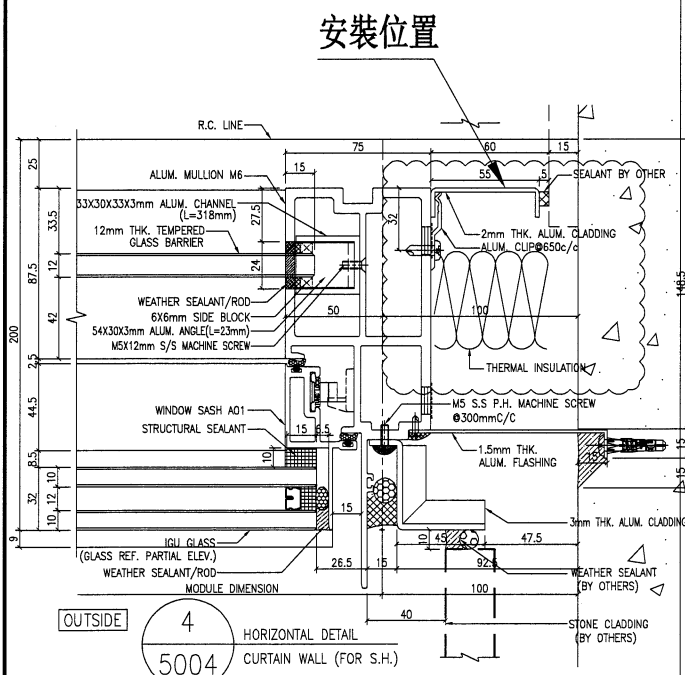 安裝位置
R.C. LINE
75
60
15
25
15
55
5
SEALANT BY OTHER
ALUM. MULLION M6
33X30X33X3mm ALUM. CHANNEL
(L=318mm)
12mm THK. TEMPERED
GLASS BARRIER
33.5
27.5
32
2mm THK. ALUM. CLADDING
ALUM. CLIP@650c/c
87.5
12
24
148.5
WEATHER SEALANT/ROD
6X6mm SIDE BLOCK
54X30X3mm ALUM. ANGLE(L=23mm)
M5X12mm S/S MACHINE SCREW
42
50
100
200
2.5
THERMAL INSULATION
44.5
WINDOW SASH A01
STRUCTURAL SEALANT
15
6.5
M5 S.S P.H. MACHINE SCREW
@300mmC/C
1.5mm THK.
ALUM. FLASHING
15
15
8.5
10
10
32
12
10
15
3mm THK. ALUM. CLADDING
9
IGU GLASS
(GLASS REF. PARTIAL ELEV.)
10
45
47.5
WEATHER SEALANT/ROD
26.5
15
92.5
WEATHER SEALANT
(BY OTHERS)
MODULE DIMENSION
100
40
STONE CLADDING
(BY OTHERS)
OUTSIDE
4
5004
HORIZONTAL DETAIL
CURTAIN WALL (FOR S.H.)